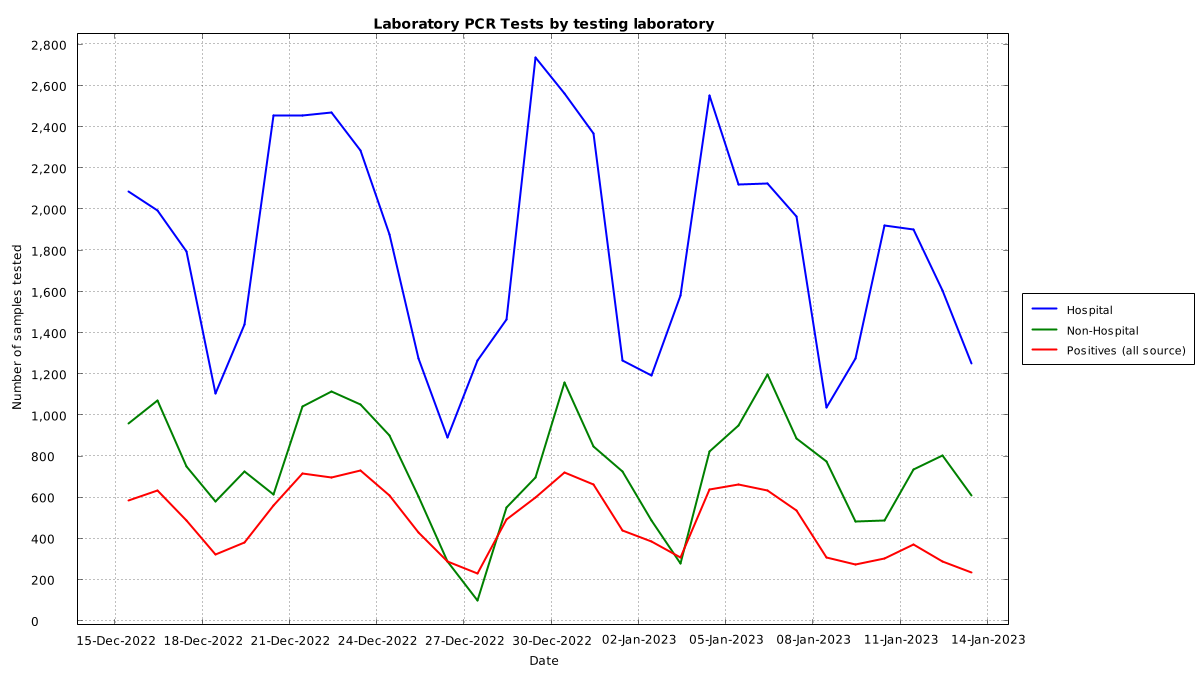 Laboratory PCR Tests by testing laboratory
2,800
2,600
2,400
2,200
2,000
1,800
1,600
1,400
1,200
1,000
800
600
400
200
0
Number of samples tested
15-Dec-2022 18-Dec-2022 21-Dec-2022 24-Dec-2022 27-Dec-2022 30-Dec-2022 02-Jan-2023 05-Jan-2023 08-Jan-2023 11-Jan-2023 14-Jan-2023
Date
Hospital
Non-Hospital
Positives (all source)